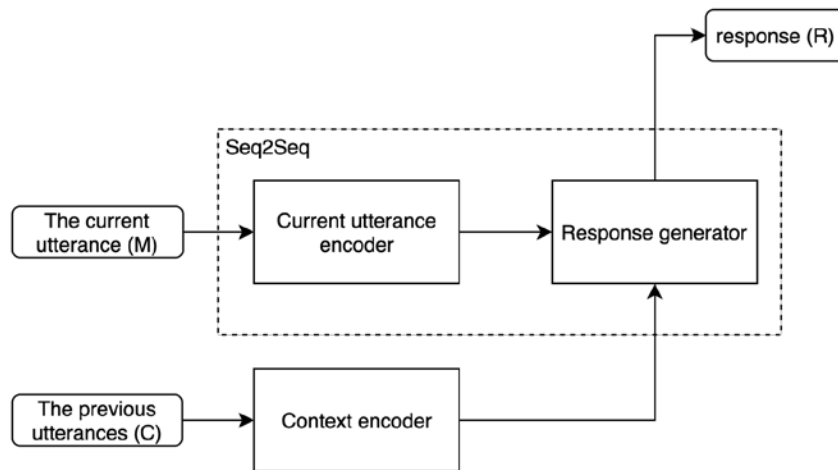 response (R)
Seq2Seq
The current
utterance (M)
Current utterance
encoder
Response generator
The previous
utterances (C)
Context encoder